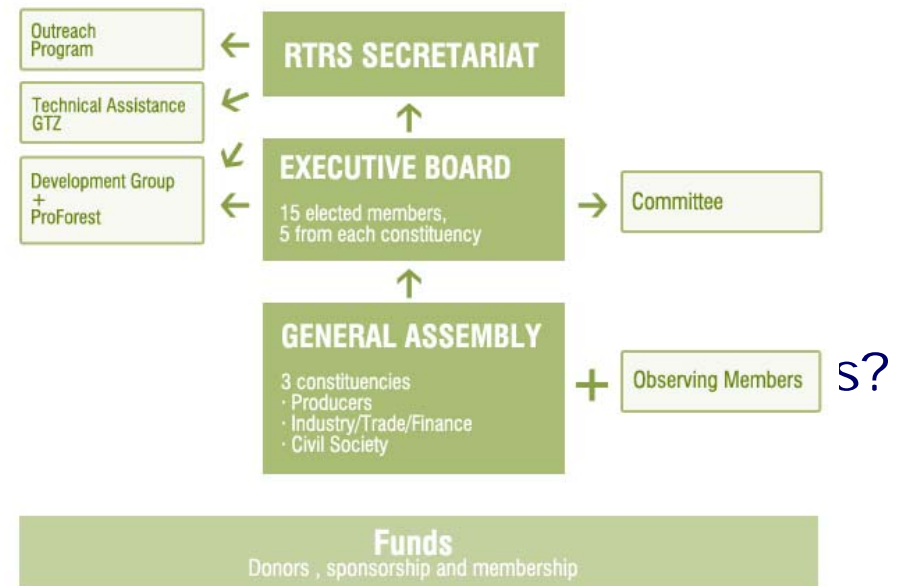 Outreach
Program
Technical Assistance
GTZ
Development Group
+
ProForest
RTRS SECRETARIAT
EXECUTIVE BOARD
15 elected members,
5 from each constituency
Committee
GENERAL ASSEMBLY
3 constituencies
· Producers
· Industry/Trade/Finance
· Civil Society
+
Observing Members
s?
Funds
Donors , sponsorship and membership